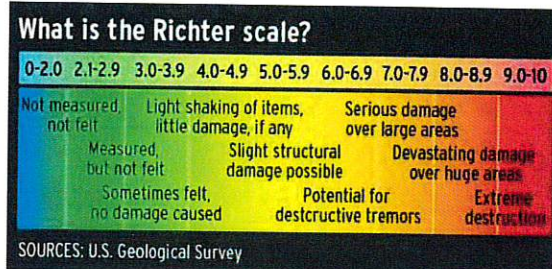 What is the Richter scale?
0-2.0 2.1-2.9 3.0-3.9 4.0-4.9 5.0-5.9 6.0-6.9 7.0-7.9 8.0-8.9 9.0-10
Not measured,
not felt
Measured,
but not felt
Sometimes felt,
no damage caused
Light shaking of items,
little damage, if any
Slight structural
damage possible
Potential for
destcructive tremors
Serious damage
over large areas
Devastating damage
over huge areas
Extreme
destruction
SOURCES: U.S. Geological Survey